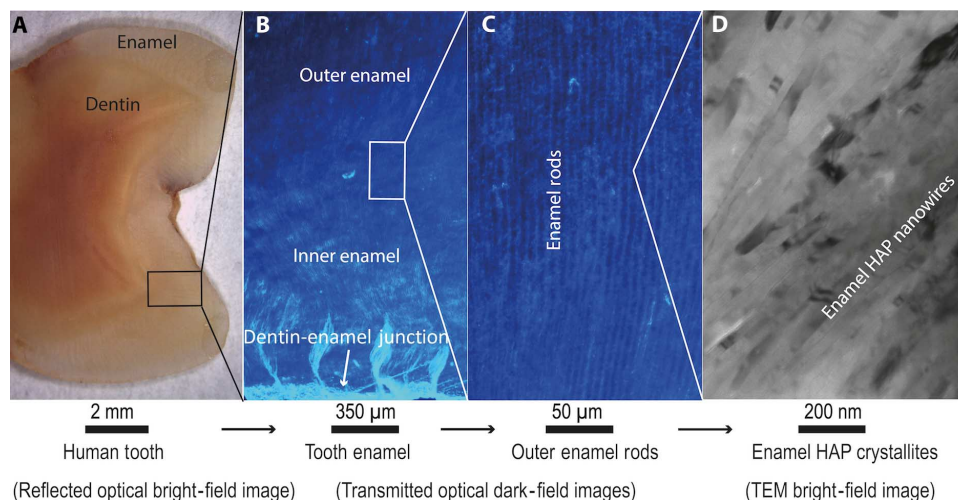 A
Enamel
Dentin
B
Outer enamel
Inner enamel
Dentin-enamel junction
C
Enamel rods
D
Enamel HAP nanowires
2 mm
350 µm
50 µm
200 nm
Human tooth
Tooth enamel
Outer enamel rods
Enamel HAP crystallites
(Reflected optical bright-field image)
(Transmitted optical dark-field images)
(TEM bright-field image)